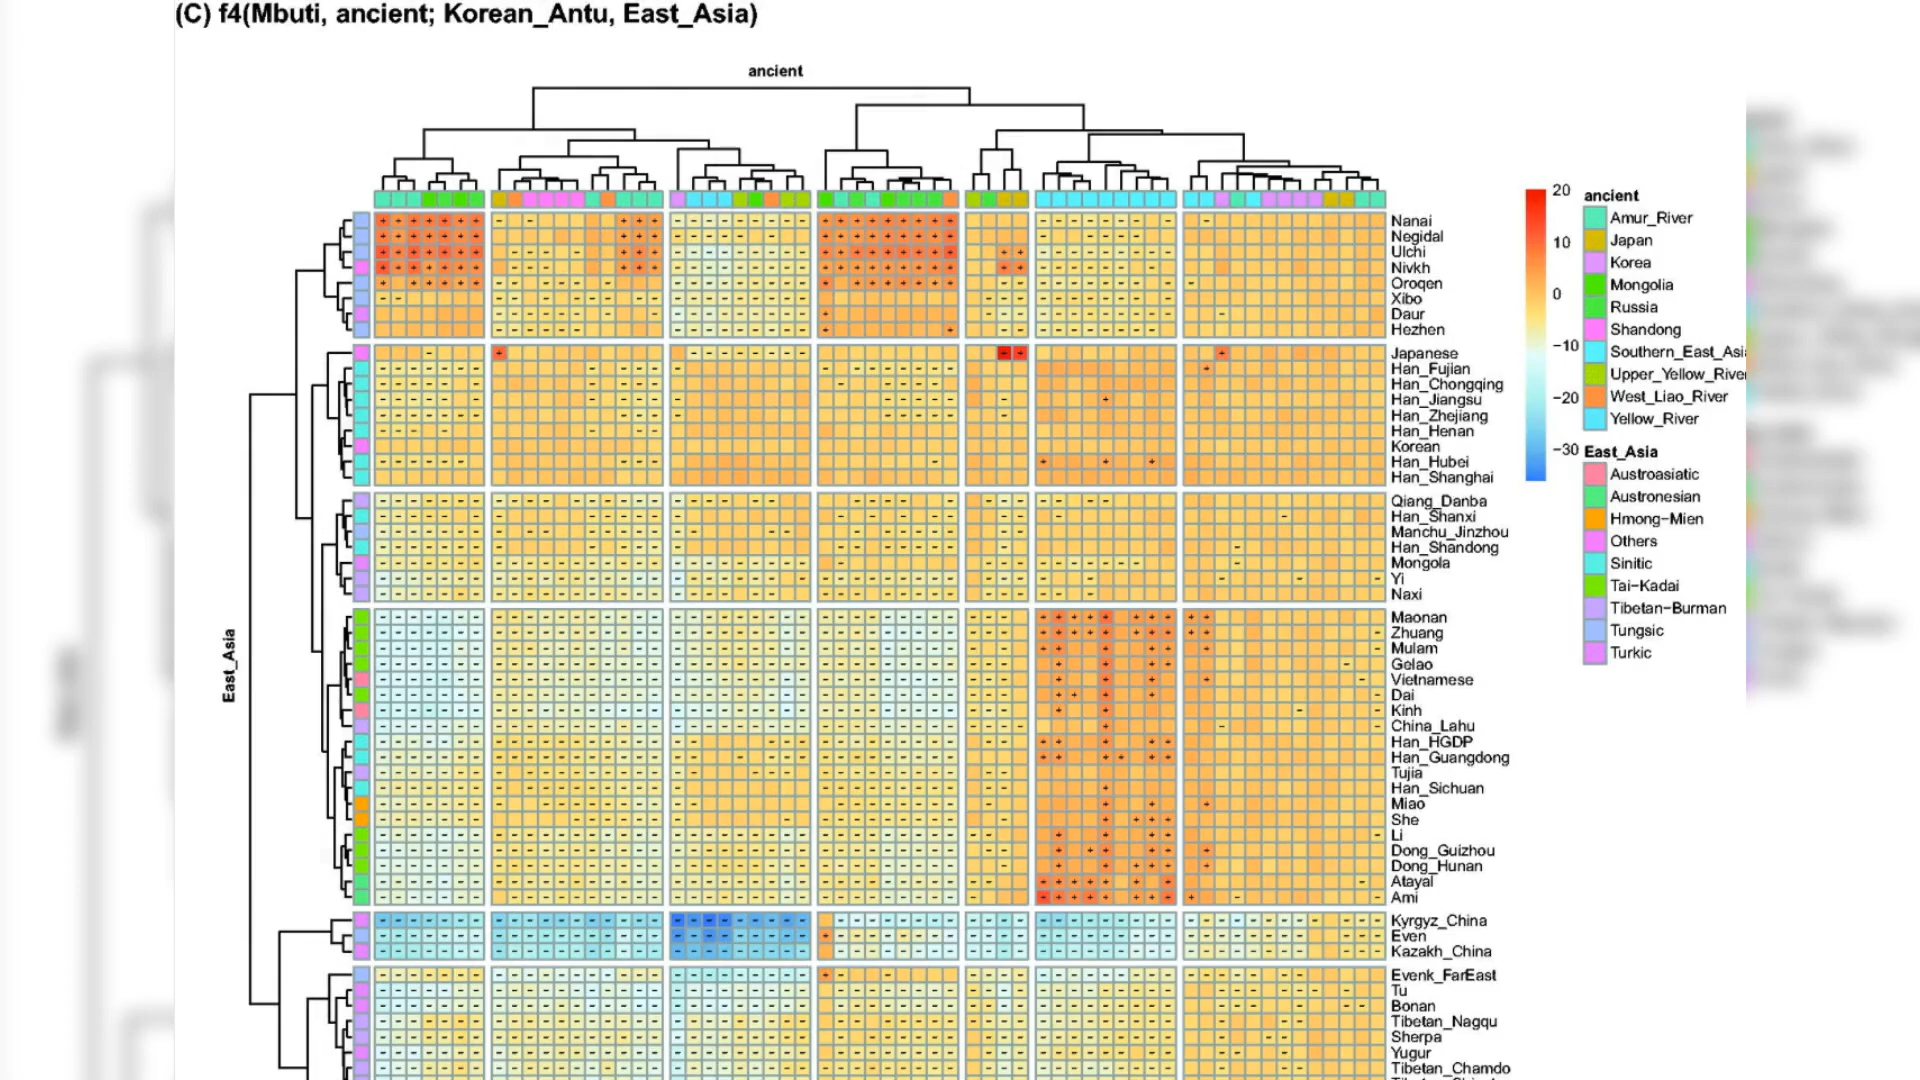 (C) f4(Mbuti, ancient; Korean_Antu, East_Asia)
ancient
East_Asia
Nanai
Negidal
Ulchi
Nivkh
Oroqen
Xibo
Daur
Hezhen
Japanese
Han_Fujian
Han_Chongqing
Han_Jiangsu
Han_Zhejiang
Han_Henan
Korean
Han_Hubei
Han_Shanghai
Qiang_Danba
Han_Shanxi
Manchu_Jinzhou
Han_Shandong
Mongola
Yi
Naxi
Maonan
Zhuang
Mulam
Gelao
Vietnamese
Dai
Kinh
China_Lahu
Han_HGDP
Han_Guangdong
Tujia
Han_Sichuan
Miao
She
Li
Dong_Guizhou
Dong_Hunan
Atayal
Ami
Kyrgyz_China
Even
Kazakh_China
Evenk_FarEast
Tu
Bonan
Tibetan_Nagqu
Sherpa
Yugur
Tibetan_Chamdo
20
10
0
−10
−20
−30
ancient
Amur_River
Japan
Korea
Mongolia
Russia
Shandong
Southern_East_Asi
Upper_Yellow_River
West_Liao_River
Yellow_River
East_Asia
Austroasiatic
Austronesian
Hmong−Mien
Others
Sinitic
Tai−Kadai
Tibetan−Burman
Tungsic
Turkic